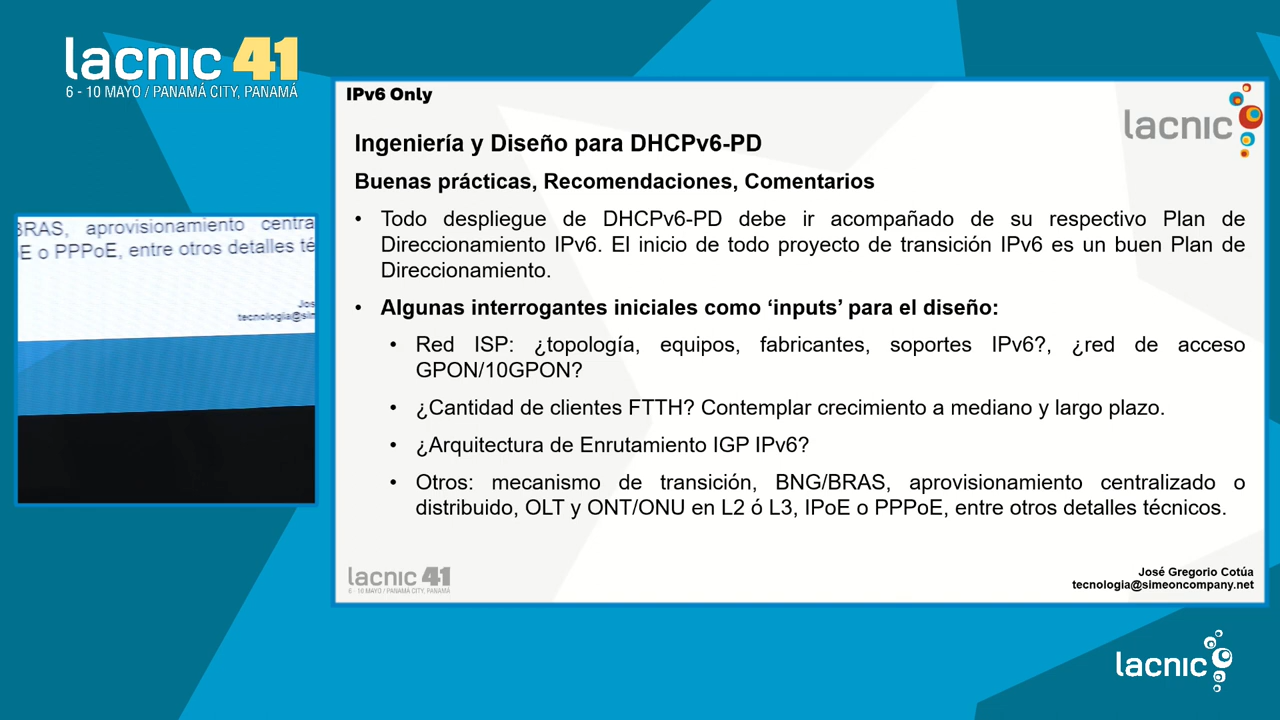 lacnic 41
6 - 10 MAYO / PANAMÁ CITY, PANAMÁ
IPv6 Only
lacnic
Ingeniería y Diseño para DHCPv6-PD
Buenas prácticas, Recomendaciones, Comentarios
• Todo despliegue de DHCPv6-PD debe ir acompañado de su respectivo Plan de
Direccionamiento IPv6. El inicio de todo proyecto de transición IPv6 es un buen Plan de
Direccionamiento.
• Algunas interrogantes iniciales como ‘inputs’ para el diseño:
• Red ISP: ¿topología, equipos, fabricantes, soportes IPv6?, ¿red de acceso
GPON/10GPON?
• ¿Cantidad de clientes FTTH? Contemplar crecimiento a mediano y largo plazo.
• ¿Arquitectura de Enrutamiento IGP IPv6?
• Otros: mecanismo de transición, BNG/BRAS, aprovisionamiento centralizado o
distribuido, OLT y ONT/ONU en L2 ó L3, IPoE o PPPoE, entre otros detalles técnicos.
lacnic 41
6 - 10 MAYO / PANAMÁ CITY, PANAMÁ
José Gregorio Cotúa
tecnologia@simeoncompany.net
BRAS, aprovisionamiento centra
E o PPPoE, entre otros detalles té
Jos
tecnologia@sim
lacnic